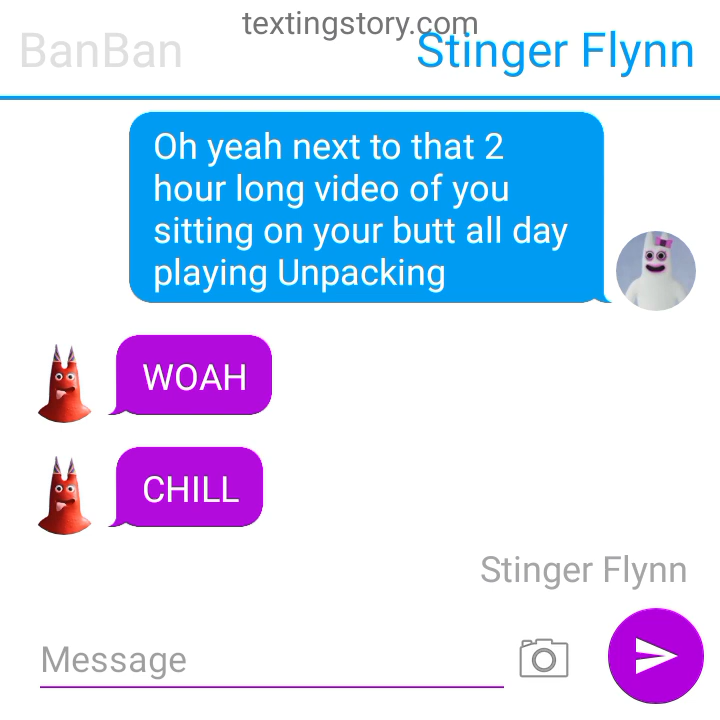 textingstory.com
BanBan
Stinger Flynn
Oh yeah next to that 2
hour long video of you
sitting on your butt all day
playing Unpacking
WOAH
CHILL
Stinger Flynn
Message